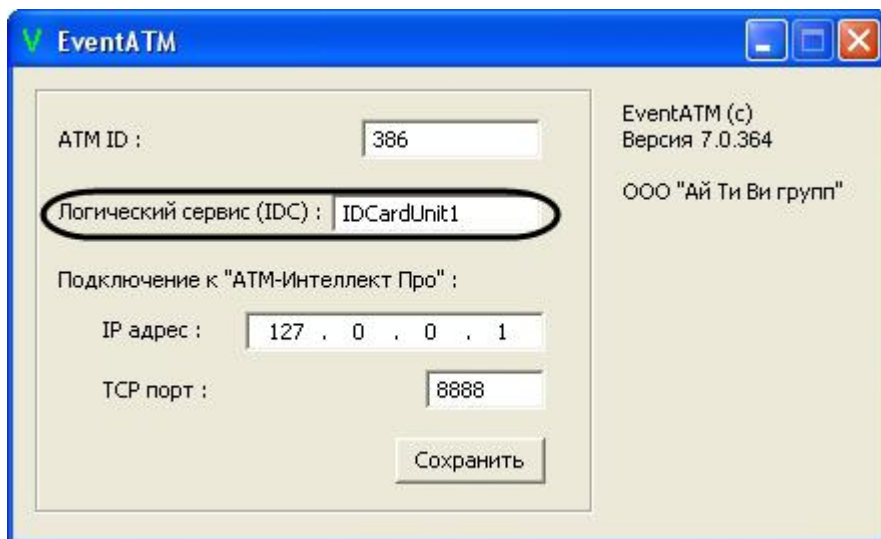 EventATM
ATM ID :
386
EventATM (c)
Версия 7.0.364
Логический сервис (IDC) :
IDCardUnit1
ООО "Ай Ти Ви групп"
Подключение к "АТМ-Интеллект Про" :
IP адрес :
127 . 0 . 0 . 1
TCP порт :
8888
Сохранить